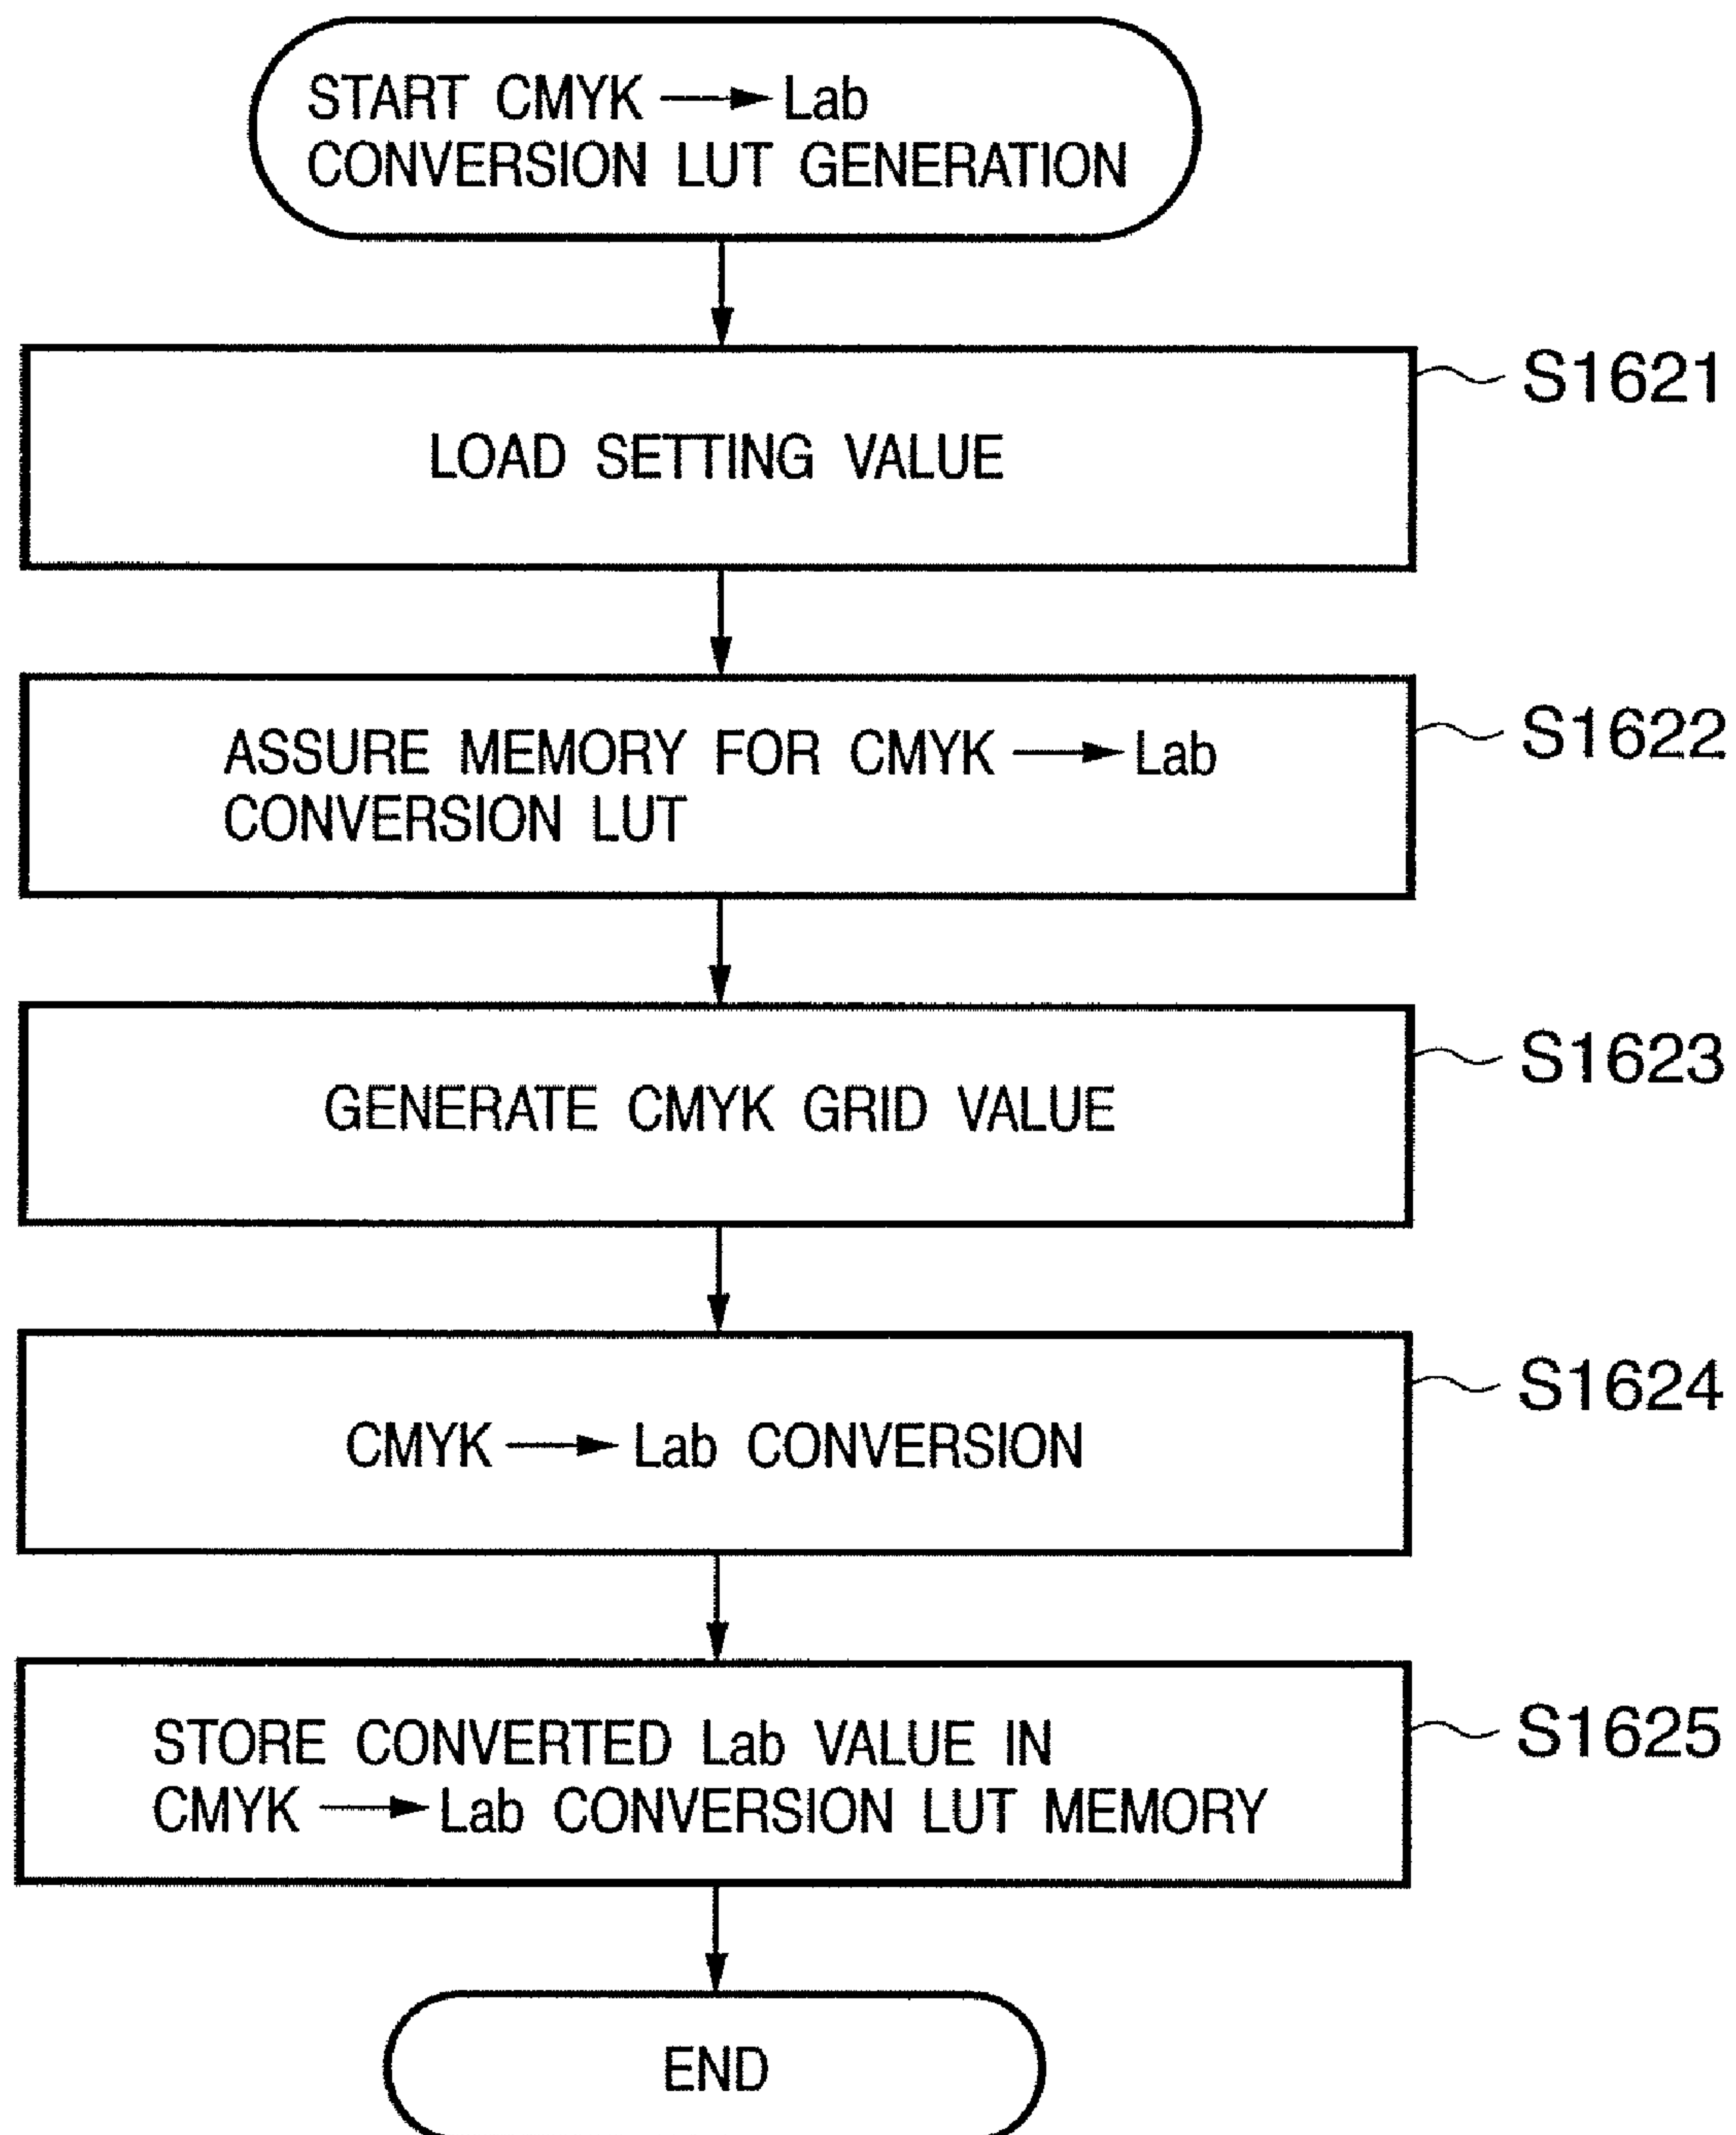 START CMYK → Lab
CONVERSION LUT GENERATION
LOAD SETTING VALUE
S1621
ASSURE MEMORY FOR CMYK → Lab
CONVERSION LUT
S1622
GENERATE CMYK GRID VALUE
S1623
CMYK → Lab CONVERSION
S1624
STORE CONVERTED Lab VALUE IN
CMYK → Lab CONVERSION LUT MEMORY
S1625
END